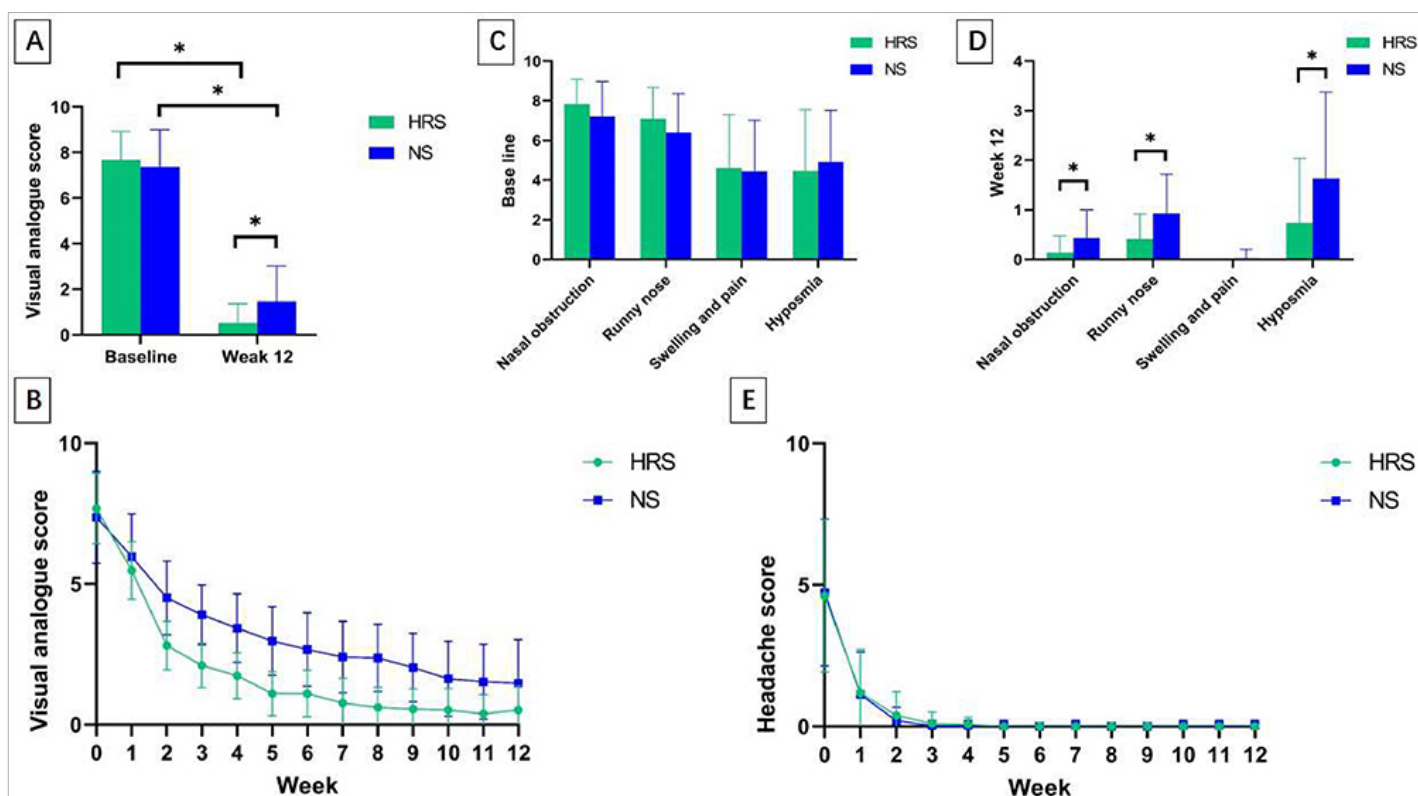 A
*
*
*
Visual analogue score
10
8
6
4
2
0
Baseline
Weak 12
HRS
NS
C
HRS
NS
Base line
10
8
6
4
2
0
Nasal obstruction
Runny nose
Swelling and pain
Hyposmia
D
HRS
NS
*
*
*
Week 12
4
3
2
1
0
Nasal obstruction
Runny nose
Swelling and pain
Hyposmia
B
Visual analogue score
10
5
0
0 1 2 3 4 5 6 7 8 9 10 11 12
Week
HRS
NS
E
Headache score
10
5
0
0 1 2 3 4 5 6 7 8 9 10 11 12
Week
HRS
NS